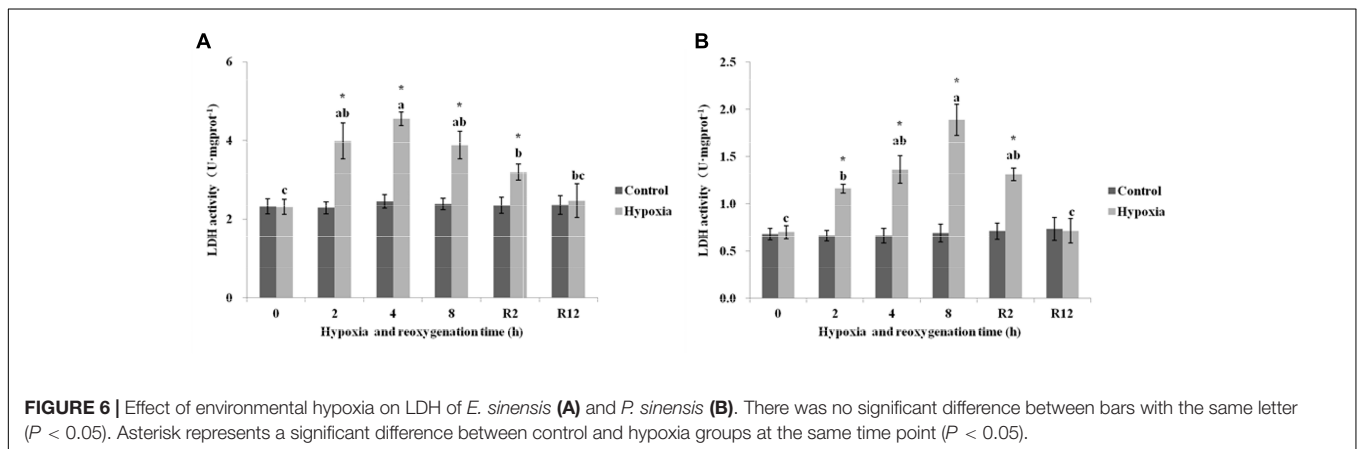 A
LDH activity (U·mgprot⁻¹)
6
4
2
0
c
*
ab
*
a
*
ab
*
b
bc
0 2 4 8 R2 R12
Hypoxia and reoxygenation time (h)
Control
Hypoxia
B
LDH activity (U·mgprot⁻¹)
2.5
2.0
1.5
1.0
0.5
0.0
c
*
b
*
ab
*
a
*
ab
c
0 2 4 8 R2 R12
Hypoxia and reoxygenation time (h)
Control
Hypoxia
FIGURE 6 | Effect of environmental hypoxia on LDH of E. sinensis (A) and P. sinensis (B). There was no significant difference between bars with the same letter
(P < 0.05). Asterisk represents a significant difference between control and hypoxia groups at the same time point (P < 0.05).